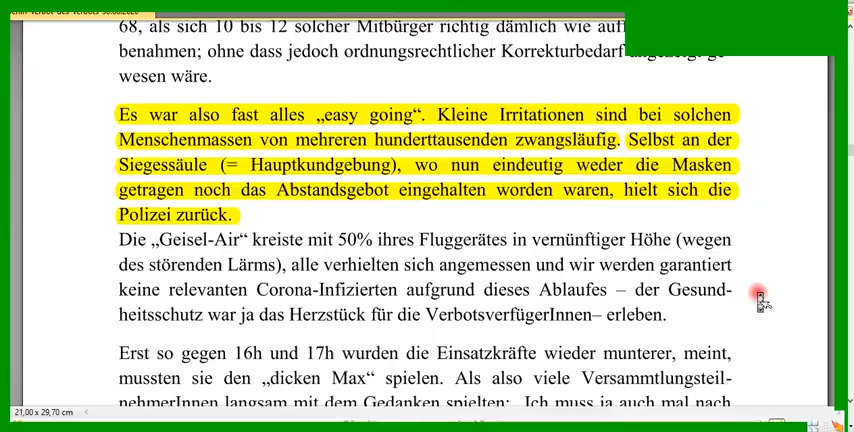 68, als sich 10 bis 12 solcher Mitbürger richtig dämlich wie
benahmen; ohne dass jedoch ordnungsrechtlicher Korrekturbedarf
wesen wäre.
Es war also fast alles „easy going“. Kleine Irritationen sind bei solchen
Menschenmassen von mehreren hunderttausenden zwangsläufig. Selbst an der
Siegessäule (= Hauptkundgebung), wo nun eindeutig weder die Masken
getragen noch das Abstandsgebot eingehalten worden waren, hielt sich die
Polizei zurück.
Die „Geisel-Air“ kreiste mit 50% ihres Fluggerätes in vernünftiger Höhe (wegen
des störenden Lärms), alle verhielten sich angemessen und wir werden garantiert
keine relevanten Corona-Infizierten aufgrund dieses Ablaufes – der Gesund-
heitsschutz war ja das Herzstück für die VerbotsverfügerInnen– erleben.
Erst so gegen 16h und 17h wurden die Einsatzkräfte wieder munterer, meint,
mussten sie den „dicken Max“ spielen. Als also viele Versammtlungsteil-
nehmerInnen langsam mit dem Gedanken spielten: „Ich muss ja auch mal nach
21,00 x 29,70 cm